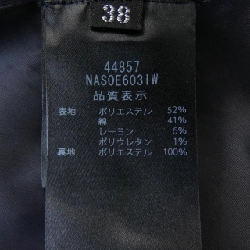 38
44857
NASOE6031W
品質表示
表地 ポリエステル 52%
綿 41%
レーヨン 6%
ポリウレタン 1%
裏地 ポリエステル 100%